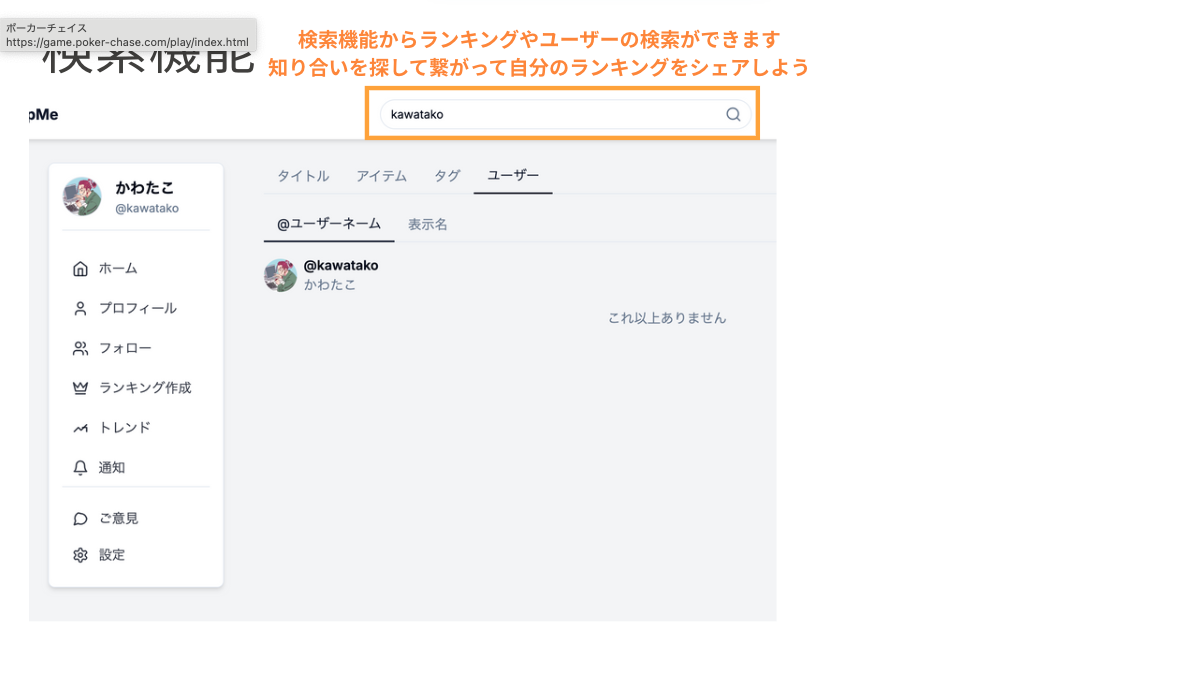 ポーカーチェイス
https://game.poker-chase.com/play/index.html
検索機能
検索機能からランキングやユーザーの検索ができます
知り合いを探して繋がって自分のランキングをシェアしよう
pMe
kawatako
かわたこ
@kawatako
ホーム
プロフィール
フォロー
ランキング作成
トレンド
通知
ご意見
設定
タイトル アイテム タグ ユーザー
@ユーザーネーム 表示名
@kawatako
かわたこ
これ以上ありません